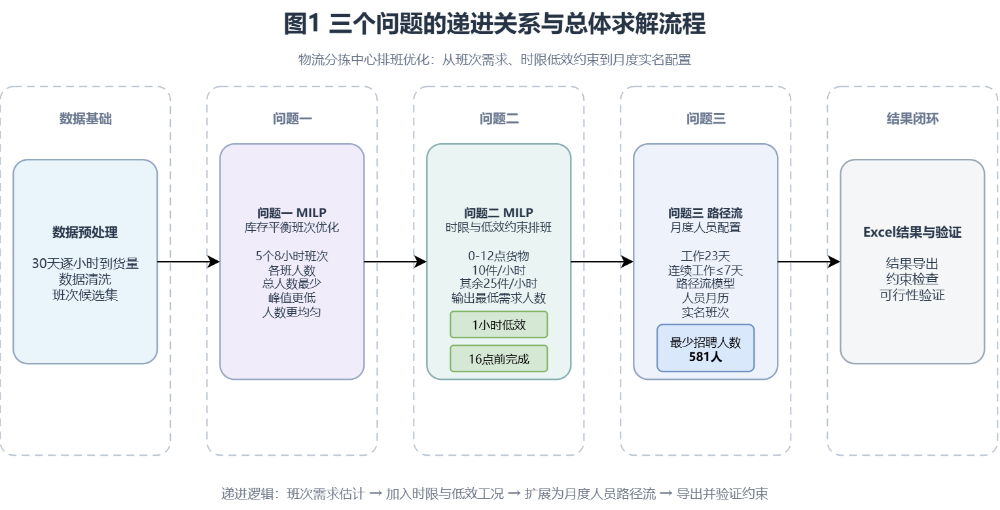 图1 三个问题的递进关系与总体求解流程
物流分拣中心排班优化：从班次需求、时限低效约束到月度实名配置
数据基础
数据预处理
30天逐小时到货量
数据清洗
班次候选集
问题一
问题一 MILP
库存平衡班次优化
5个8小时班次
各班人数
总人数最少
峰值更低
人数更均匀
问题二
问题二 MILP
时限与低效约束排班
0-12点货物
10件/小时
其余25件/小时
输出最低需求人数
1小时低效
16点前完成
问题三
问题三 路径流
月度人员配置
工作23天
连续工作≤7天
路径流模型
人员月历
实名班次
最少招聘人数
581人
结果闭环
Excel结果与验证
结果导出
约束检查
可行性验证
递进逻辑：班次需求估计 → 加入时限与低效工况 → 扩展为月度人员路径流 → 导出并验证约束